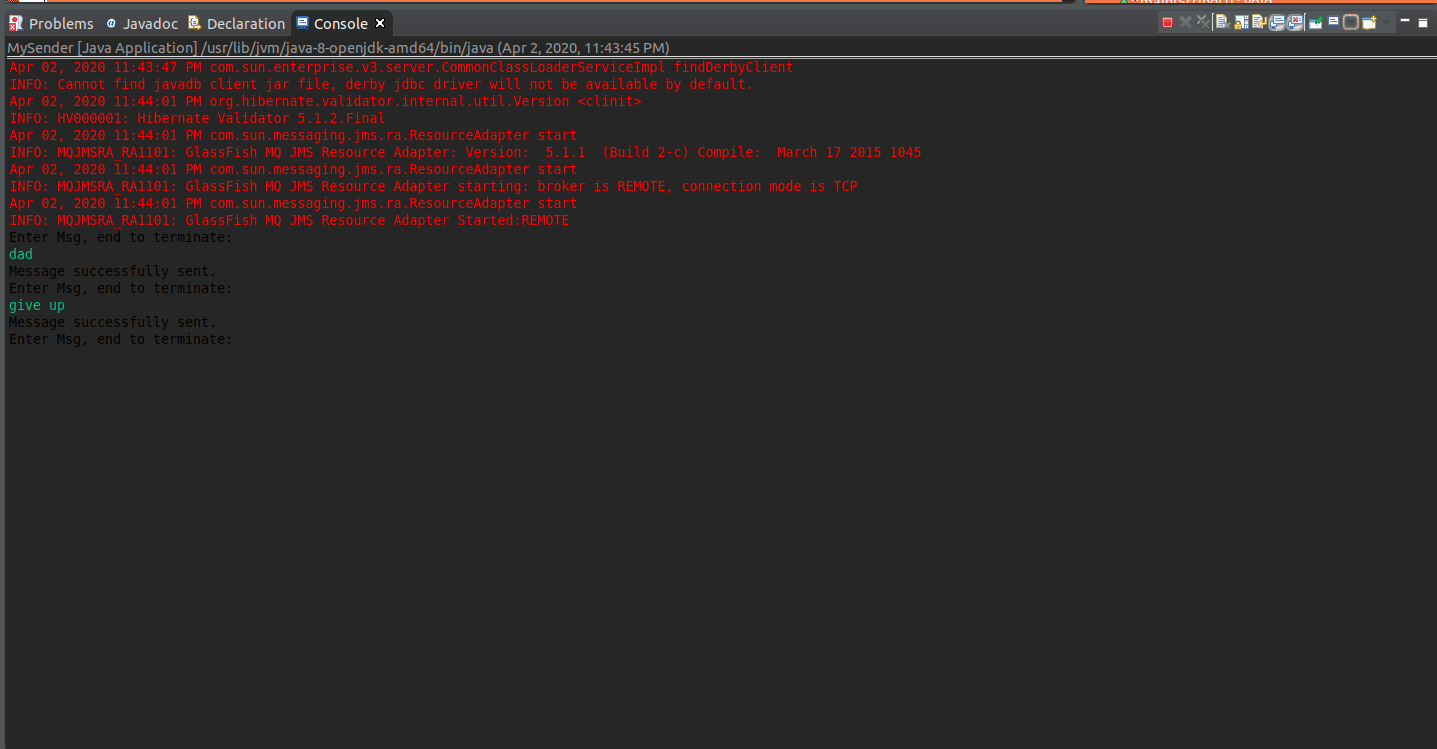 Problems @ Javadoc Declaration Console
MySender [Java Application] /usr/lib/jvm/java-8-openjdk-amd64/bin/java (Apr 2, 2020, 11:43:45 PM)
Apr 02, 2020 11:43:47 PM com.sun.enterprise.v3.server.CommonClassLoaderServiceImpl findDerbyClient
INFO: Cannot find javadb client jar file, derby jdbc driver will not be available by default.
Apr 02, 2020 11:44:01 PM org.hibernate.validator.internal.util.Version <clinit>
INFO: HV000001: Hibernate Validator 5.1.2.Final
Apr 02, 2020 11:44:01 PM com.sun.messaging.jms.ra.ResourceAdapter start
INFO: MQJMSRA_RA1101: GlassFish MQ JMS Resource Adapter: Version:  5.1.1  (Build 2-c) Compile:  March 17 2015 1045
Apr 02, 2020 11:44:01 PM com.sun.messaging.jms.ra.ResourceAdapter start
INFO: MQJMSRA_RA1101: GlassFish MQ JMS Resource Adapter starting: broker is REMOTE, connection mode is TCP
Apr 02, 2020 11:44:01 PM com.sun.messaging.jms.ra.ResourceAdapter start
INFO: MQJMSRA_RA1101: GlassFish MQ JMS Resource Adapter Started:REMOTE
Enter Msg, end to terminate:
dad
Message successfully sent.
Enter Msg, end to terminate:
give up
Message successfully sent.
Enter Msg, end to terminate: